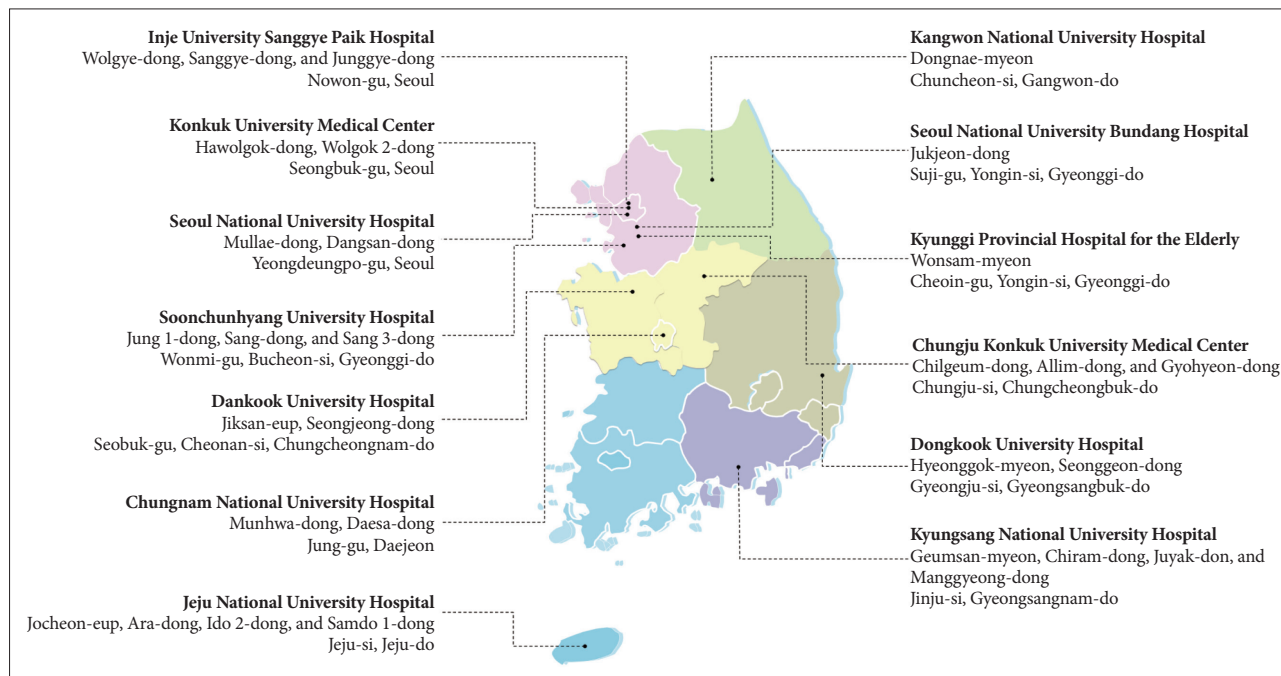 Inje University Sanggye Paik Hospital
Wolgye-dong, Sanggye-dong, and Junggye-dong
Nowon-gu, Seoul
Konkuk University Medical Center
Hawolgok-dong, Wolgok 2-dong
Seongbuk-gu, Seoul
Seoul National University Hospital
Mullae-dong, Dangsan-dong
Yeongdeungpo-gu, Seoul
Soonchunhyang University Hospital
Jung 1-dong, Sang-dong, and Sang 3-dong
Wonmi-gu, Bucheon-si, Gyeonggi-do
Dankook University Hospital
Jiksan-eup, Seongjeong-dong
Seobuk-gu, Cheonan-si, Chungcheongnam-do
Chungnam National University Hospital
Munhwa-dong, Daesa-dong
Jung-gu, Daejeon
Jeju National University Hospital
Jocheon-eup, Ara-dong, Ido 2-dong, and Samdo 1-dong
Jeju-si, Jeju-do
Kangwon National University Hospital
Dongnae-myeon
Chuncheon-si, Gangwon-do
Seoul National University Bundang Hospital
Jukjeon-dong
Suji-gu, Yongin-si, Gyeonggi-do
Kyunggi Provincial Hospital for the Elderly
Wonsam-myeon
Cheoin-gu, Yongin-si, Gyeonggi-do
Chungju Konkuk University Medical Center
Chilgeum-dong, Allim-dong, and Gyohyeon-dong
Chungju-si, Chungcheongbuk-do
Dongkook University Hospital
Hyeonggok-myeon, Seonggeon-dong
Gyeongju-si, Gyeongsangbuk-do
Kyungsang National University Hospital
Geumsan-myeon, Chiram-dong, Juyak-don, and
Manggyeong-dong
Jinju-si, Gyeongsangnam-do